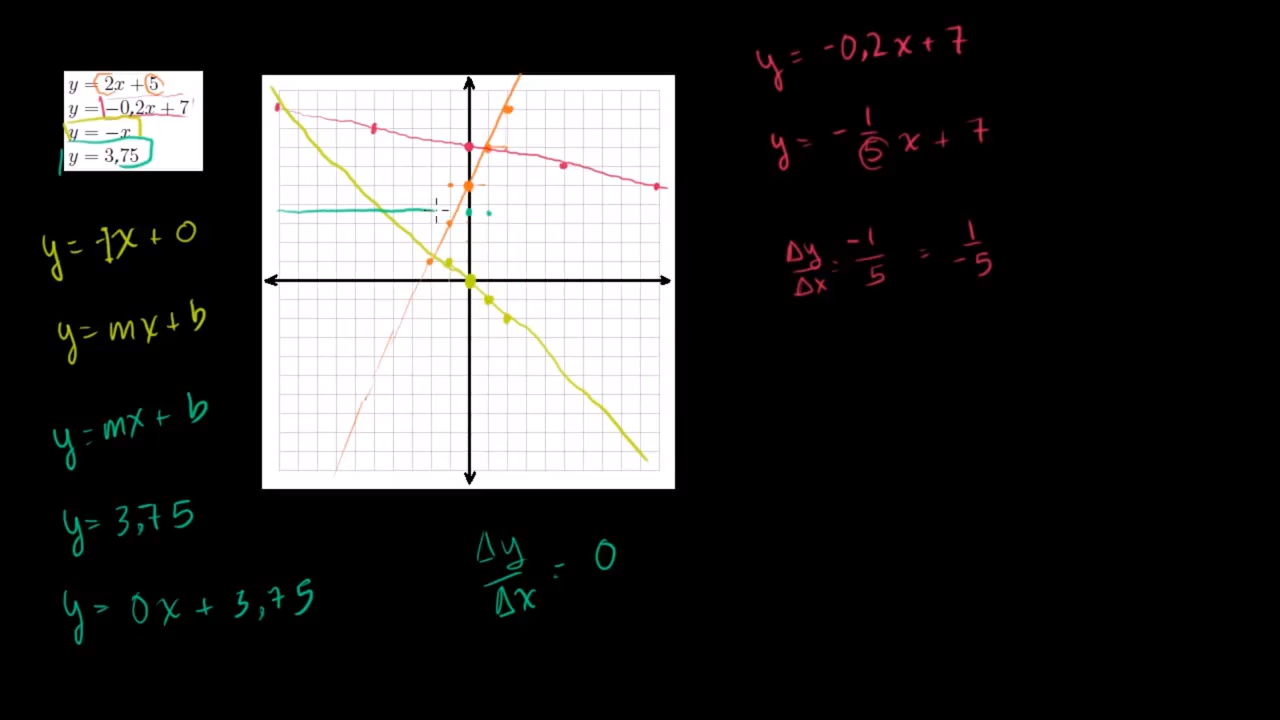 y = 2x + 5
y = −0,2x + 7
y = −x
y = 3,75
y = -1x + 0
y = mx + b
y = mx + b
y = 3,75
y = 0x + 3,75
Δy/Δx = 0
y = -0,2x + 7
y = -1/5 x + 7
Δy/Δx = -1/5 = 1/-5